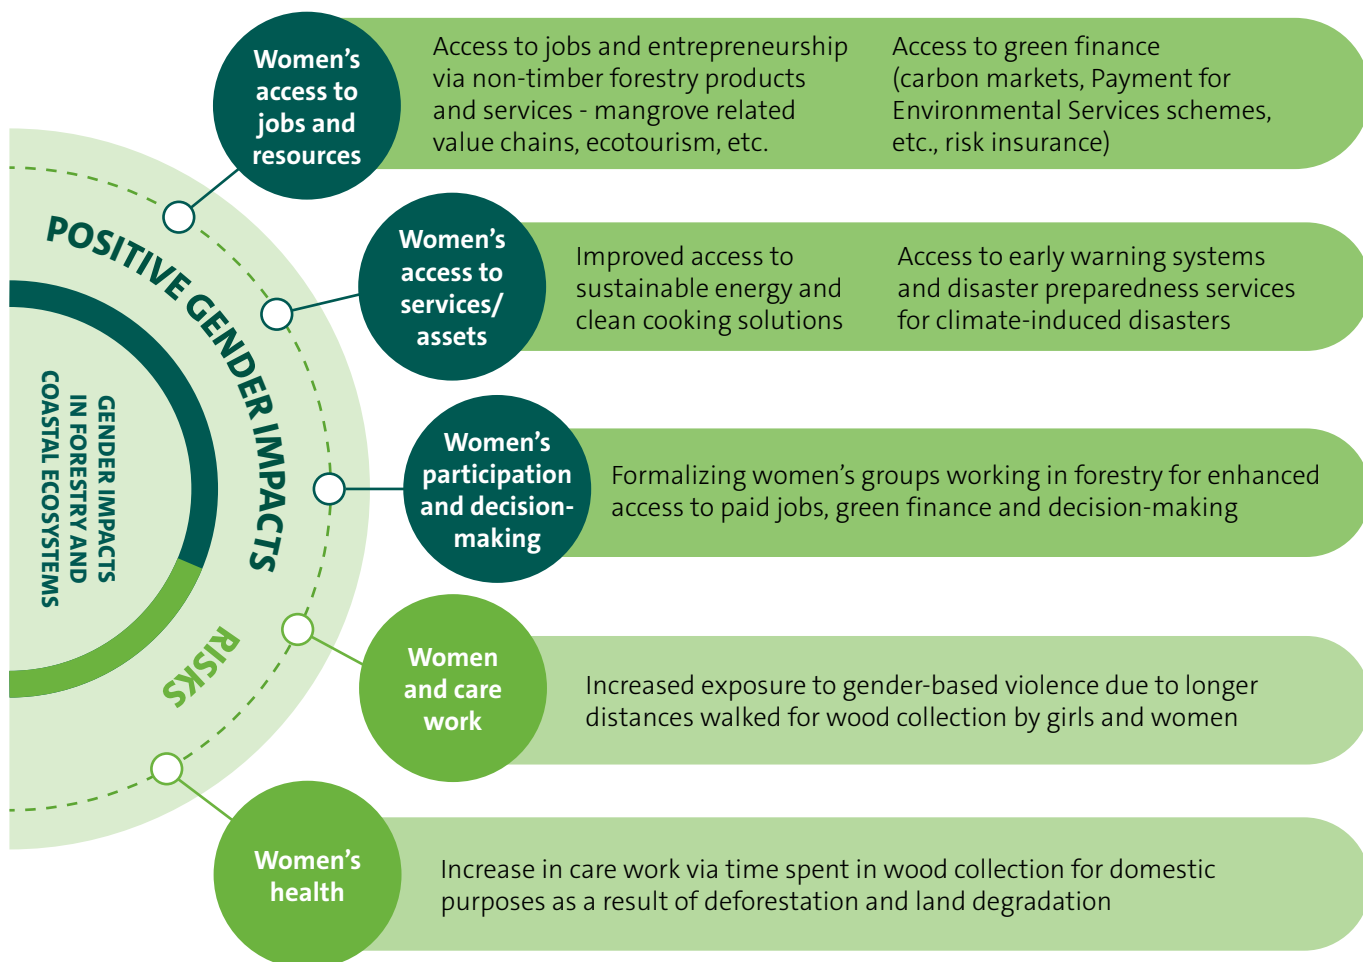 GENDER IMPACTS
IN FORESTRY AND
COASTAL ECOSYSTEMS
POSITIVE GENDER IMPACTS
RISKS
Women's
access to
jobs and
resources
Access to jobs and entrepreneurship
via non-timber forestry products
and services - mangrove related
value chains, ecotourism, etc.
Access to green finance
(carbon markets, Payment for
Environmental Services schemes,
etc., risk insurance)
Women's
access to
services/
assets
Improved access to
sustainable energy and
clean cooking solutions
Access to early warning systems
and disaster preparedness services
for climate-induced disasters
Women's
participation
and decision-
making
Formalizing women's groups working in forestry for enhanced
access to paid jobs, green finance and decision-making
Women
and care
work
Increased exposure to gender-based violence due to longer
distances walked for wood collection by girls and women
Women's
health
Increase in care work via time spent in wood collection for domestic
purposes as a result of deforestation and land degradation